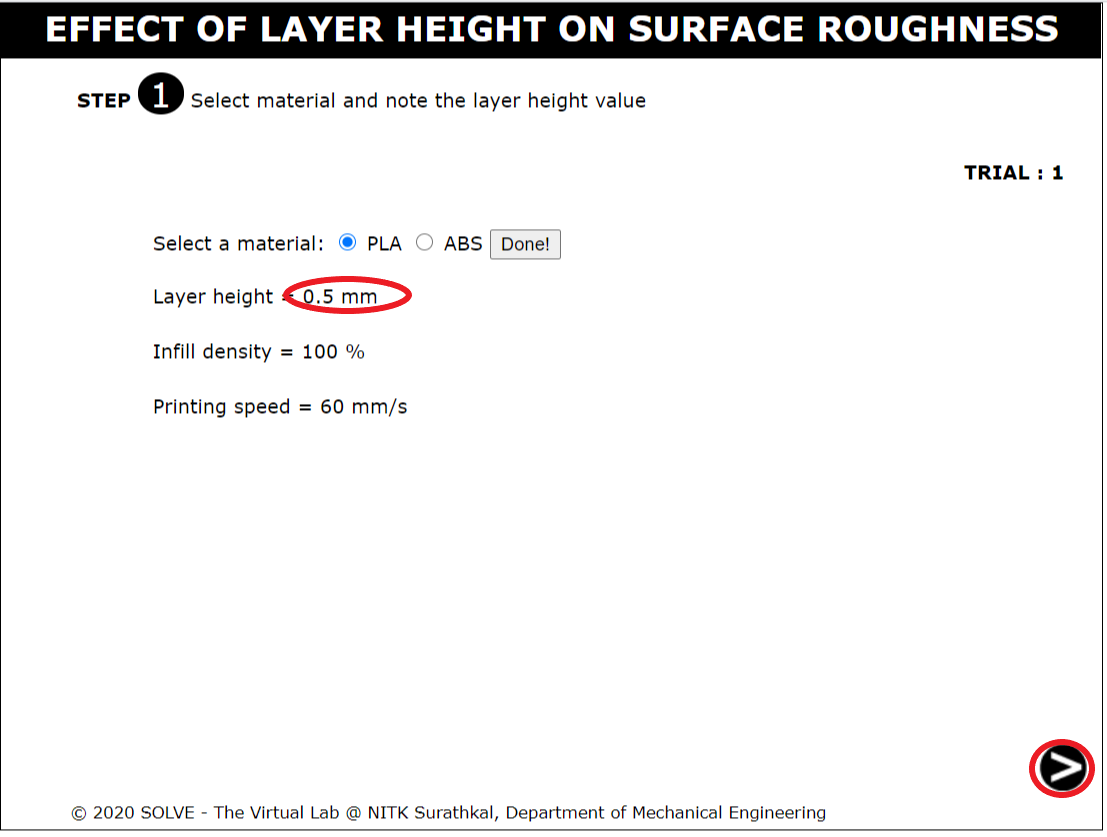 EFFECT OF LAYER HEIGHT ON SURFACE ROUGHNESS
STEP 1 Select material and note the layer height value
TRIAL : 1
Select a material: PLA ABS Done!
Layer height = 0.5 mm
Infill density = 100 %
Printing speed = 60 mm/s
>
© 2020 SOLVE - The Virtual Lab @ NITK Surathkal, Department of Mechanical Engineering